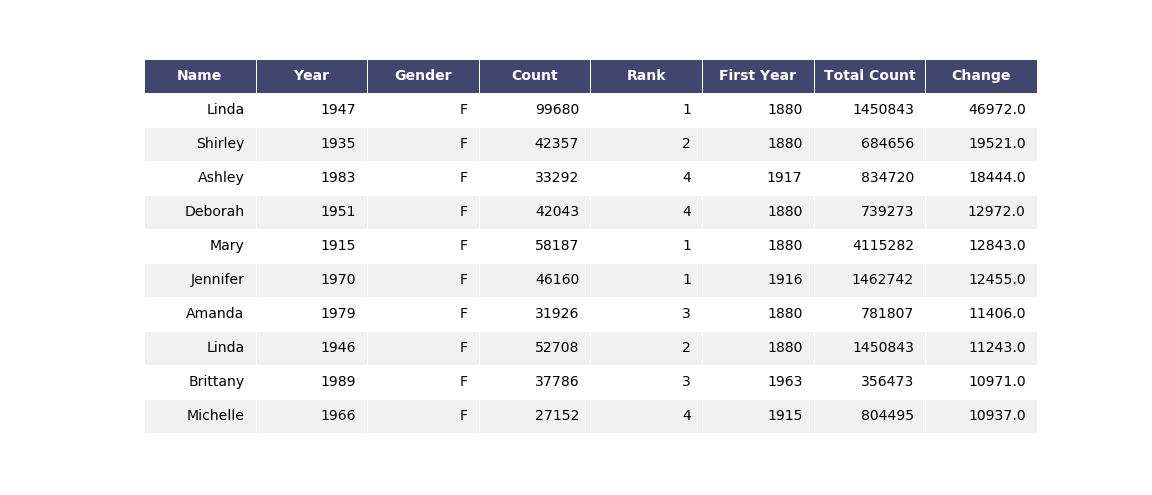 Name Year Gender Count Rank First Year Total Count Change
Linda 1947 F 99680 1 1880 1450843 46972.0
Shirley 1935 F 42357 2 1880 684656 19521.0
Ashley 1983 F 33292 4 1917 834720 18444.0
Deborah 1951 F 42043 4 1880 739273 12972.0
Mary 1915 F 58187 1 1880 4115282 12843.0
Jennifer 1970 F 46160 1 1916 1462742 12455.0
Amanda 1979 F 31926 3 1880 781807 11406.0
Linda 1946 F 52708 2 1880 1450843 11243.0
Brittany 1989 F 37786 3 1963 356473 10971.0
Michelle 1966 F 27152 4 1915 804495 10937.0